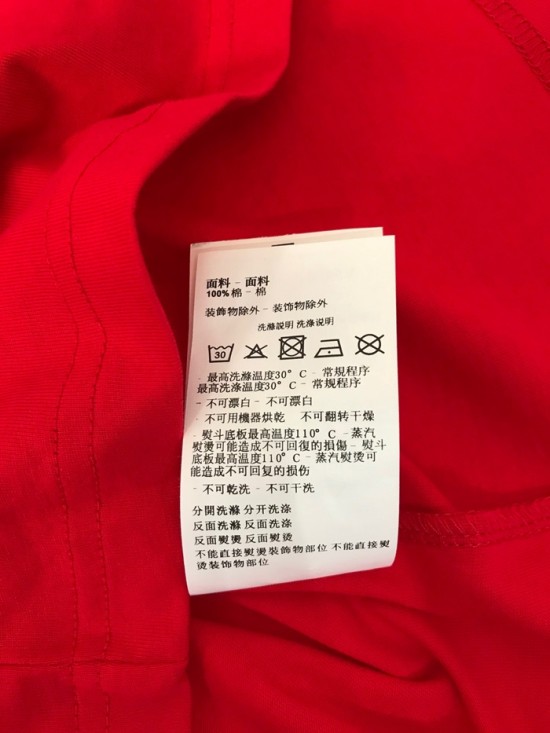 面料 - 面料
100% 棉 - 棉
装飾物除外 - 装饰物除外
洗滌説明 洗涤说明
30
- 最高洗滌溫度30° C - 常規程序
最高洗涤温度30° C - 常规程序
- 不可漂白 - 不可漂白
- 不可用機器烘乾 不可翻转干燥
- 熨斗底板最高溫度110° C - 蒸汽
熨燙可能造成不可回復的損傷 - 熨斗
底板最高温度110° C - 蒸汽熨烫可
能造成不可回复的损伤
- 不可乾洗 - 不可干洗
分開洗滌 分开洗涤
反面洗滌 反面洗涤
反面熨燙 反面熨烫
不能直接熨燙裝飾物部位 不能直接熨
烫装饰物部位